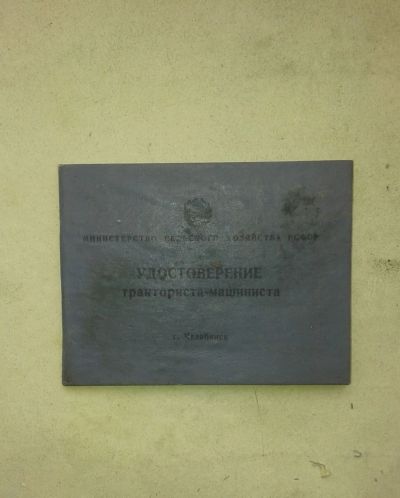 МИНИСТЕРСТВО СЕЛЬСКОГО ХОЗЯЙСТВА РСФСР
УДОСТОВЕРЕНИЕ
тракториста-машиниста
г. Челябинск